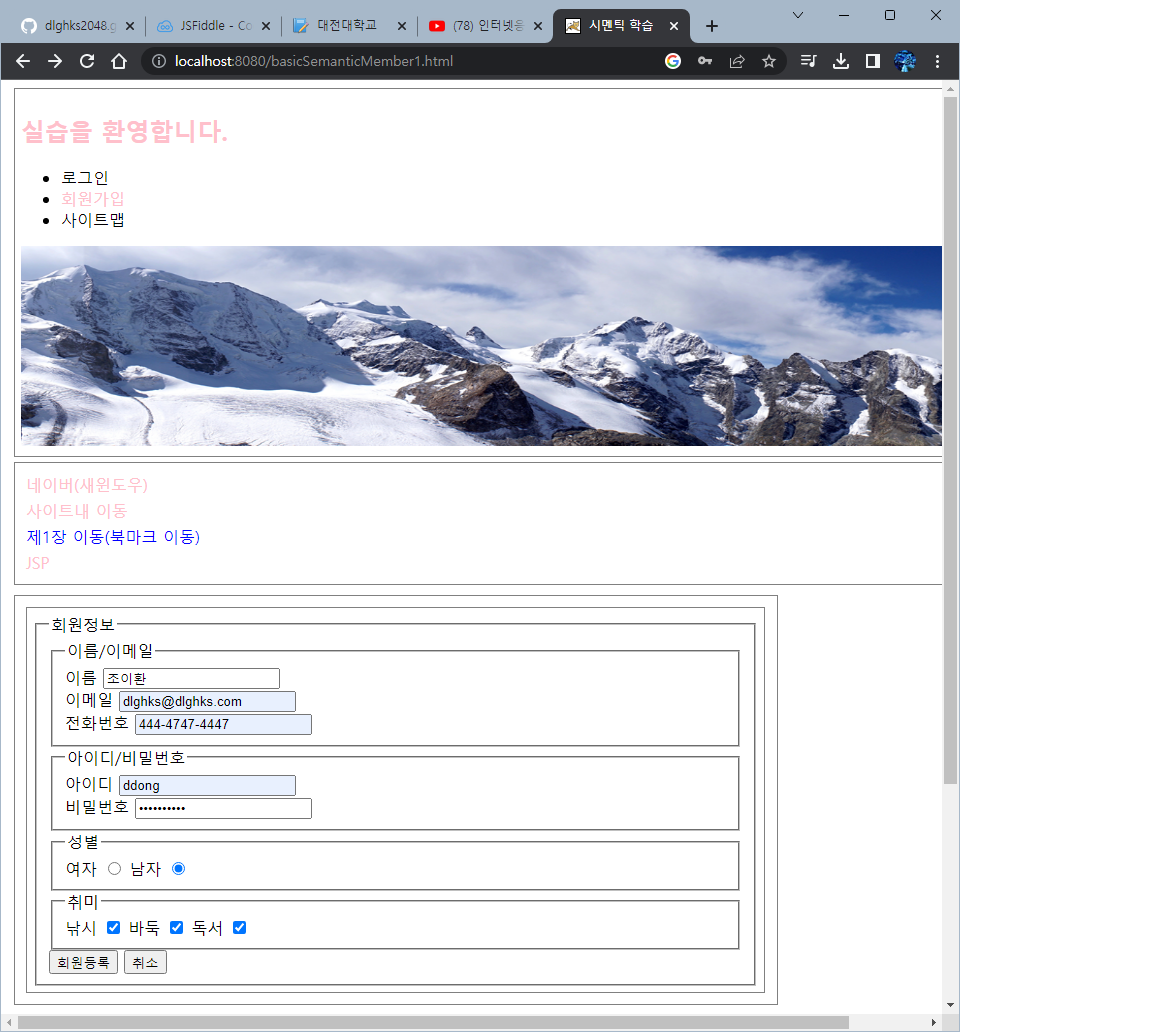 dlghks2048.g
JSFiddle - Co
대전대학교
(78) 인터넷응
시멘틱 학습
localhost:8080/basicSemanticMember1.html
실습을 환영합니다.
로그인
회원가입
사이트맵
네이버(새윈도우)
사이트내 이동
제1장 이동(북마크 이동)
JSP
회원정보
이름/이메일
이름 조이환
이메일 dlghks@dlghks.com
전화번호 444-4747-4447
아이디/비밀번호
아이디 ddong
비밀번호 ••••••••••
성별
여자 남자
취미
낚시 바둑 독서
회원등록 취소